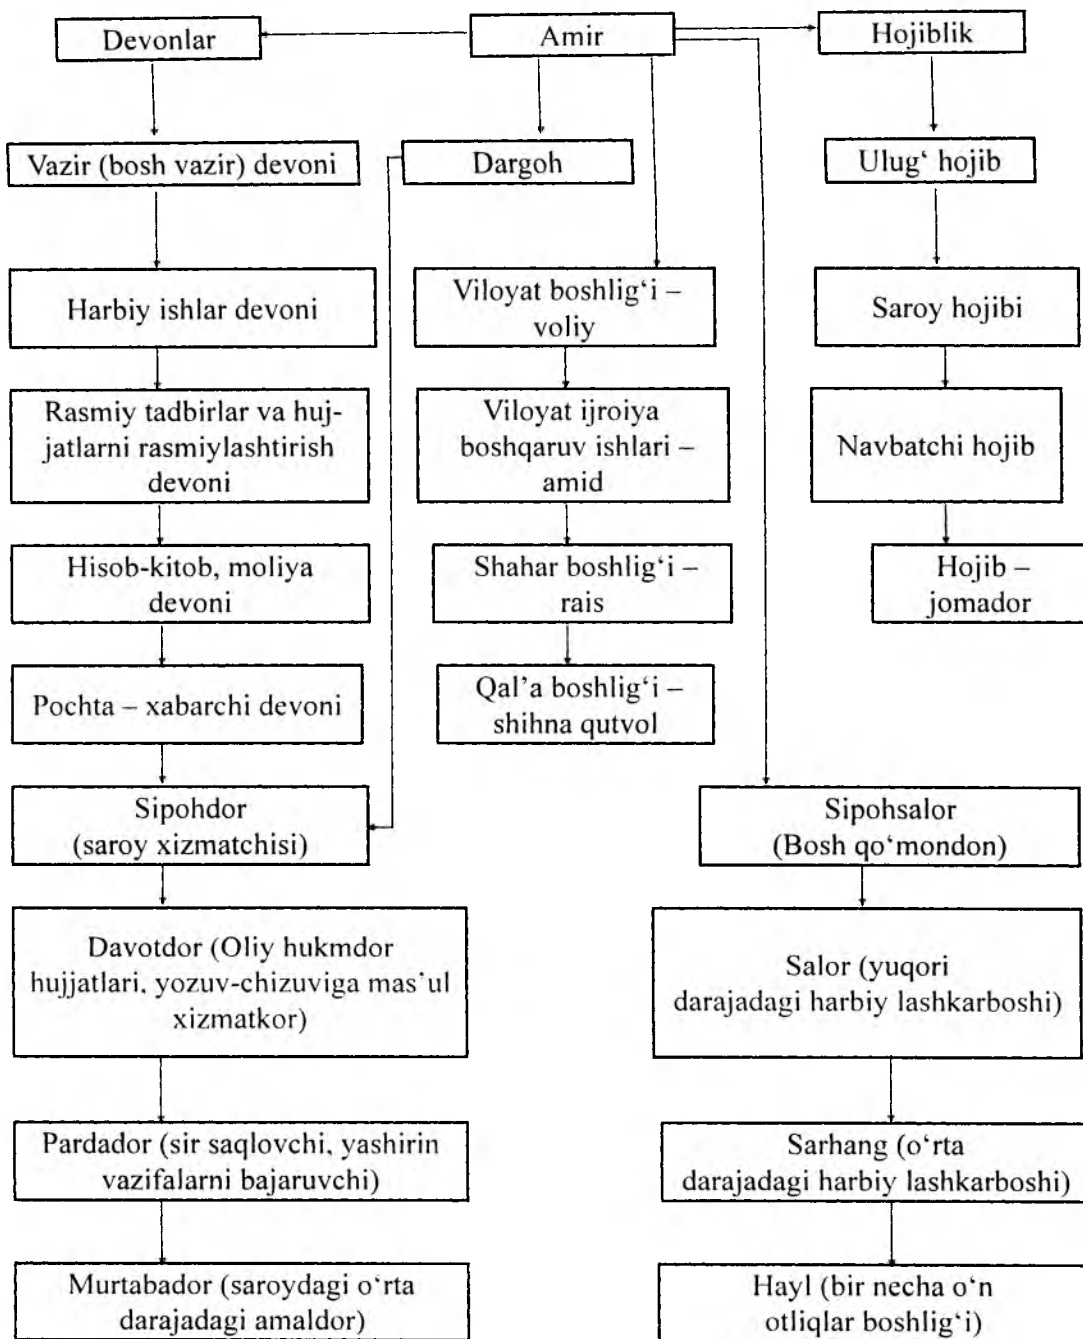 Devonlar
Amir
Hojiblik
Vazir (bosh vazir) devoni
Dargoh
Ulug‘ hojib
Harbiy ishlar devoni
Viloyat boshlig‘i –
voliy
Saroy hojibi
Rasmiy tadbirlar va huj-
jatlarni rasmiylashtirish
devoni
Viloyat ijroiya
boshqaruv ishlari –
amid
Navbatchi hojib
Hisob-kitob, moliya
devoni
Shahar boshlig‘i –
rais
Hojib –
jomador
Pochta – xabarchi devoni
Qal’a boshlig‘i –
shihna qutvol
Sipohdor
(saroy xizmatchisi)
Sipohsalor
(Bosh qo‘mondon)
Davotdor (Oliy hukmdor
hujjatlari, yozuv-chizuviga mas’ul
xizmatkor)
Salor (yuqori
darajadagi harbiy lashkarboshi)
Pardador (sir saqlovchi, yashirin
vazifalarni bajaruvchi)
Sarhang (o‘rta
darajadagi harbiy lashkarboshi)
Murtabador (saroydagi o‘rta
darajadagi amaldor)
Hayl (bir necha o‘n
otliqlar boshlig‘i)